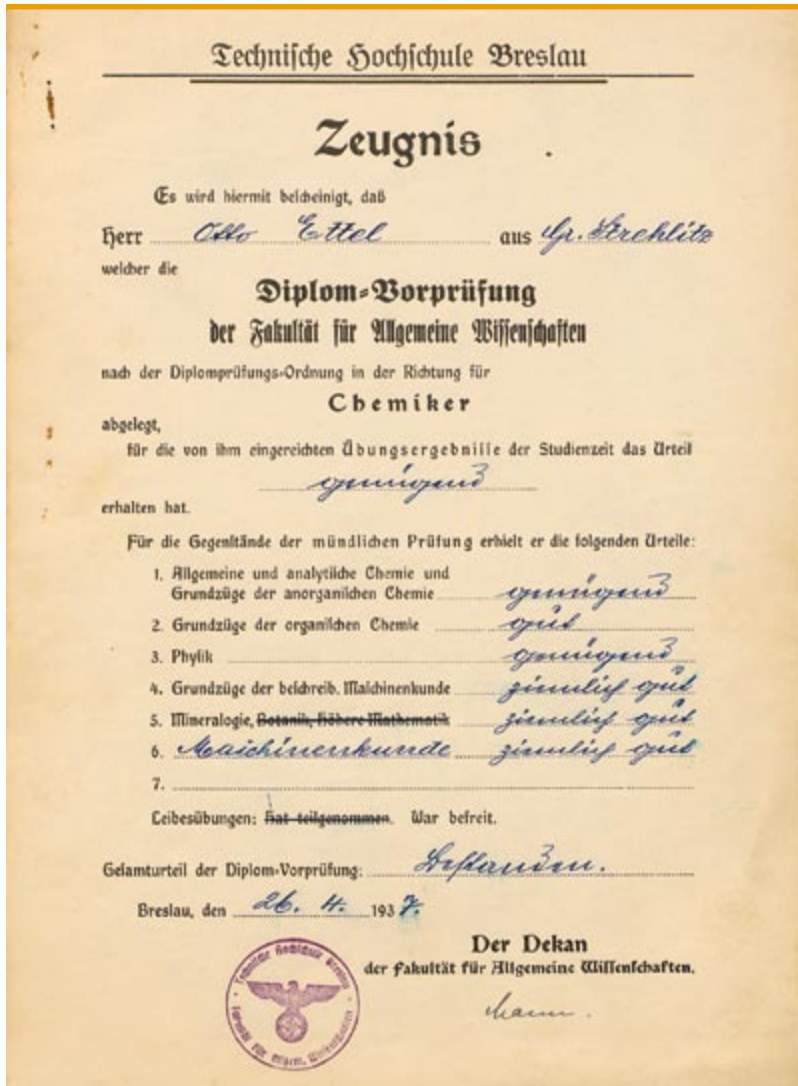 Technische Hochschule Breslau
Zeugnis
Es wird hiermit bescheinigt, daß
Herr Otto Ettel aus Gr. Strehlitz
welcher die
Diplom-Vorprüfung
der Fakultät für Allgemeine Wissenschaften
nach der Diplomprüfungs-Ordnung in der Richtung für
Chemiker
abgelegt,
für die von ihm eingereichten Übungsergebnisse der Studienzeit das Urteil
genügend
erhalten hat.
Für die Gegenstände der mündlichen Prüfung erhielt er die folgenden Urteile:
1. Allgemeine und analytische Chemie und
Grundzüge der anorganischen Chemie genügend
2. Grundzüge der organischen Chemie gut
3. Physik genügend
4. Grundzüge der beschreib. Maschinenkunde ziemlich gut
5. Mineralogie, Botanik, Höhere Mathematik ziemlich gut
6. Maschinenkunde ziemlich gut
7.
Leibesübungen: Hat teilgenommen. War befreit.
Gesamturteil der Diplom-Vorprüfung: Bestanden.
Breslau, den 26. 4. 1937.
Der Dekan
der Fakultät für Allgemeine Wissenschaften.
Technische Hochschule Breslau